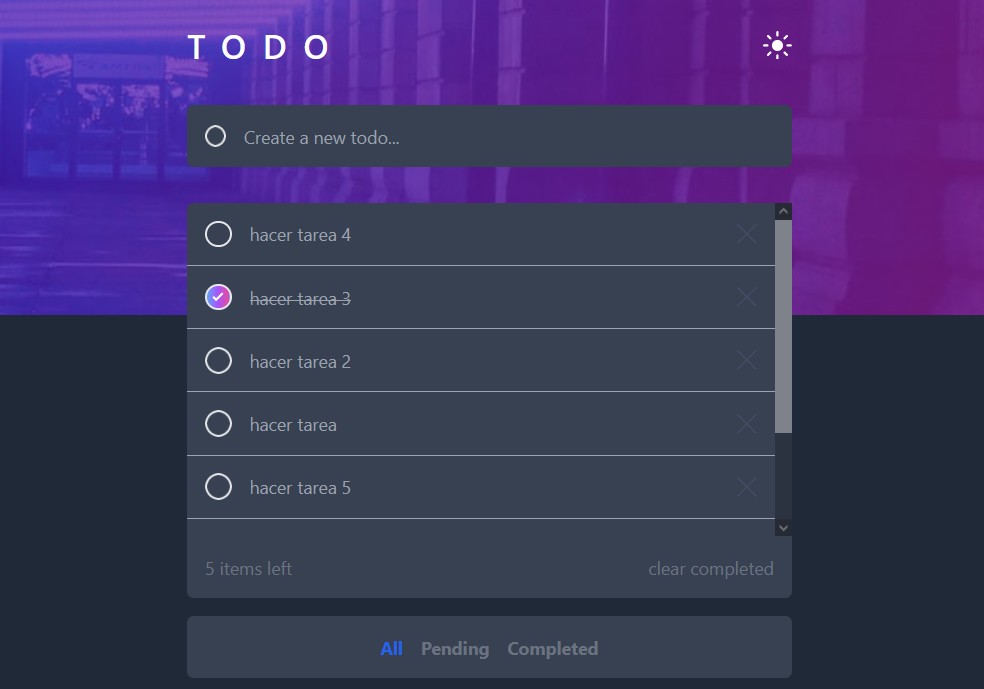 TODO
Create a new todo...
hacer tarea 4
hacer tarea 3
hacer tarea 2
hacer tarea
hacer tarea 5
5 items left clear completed
All Pending Completed